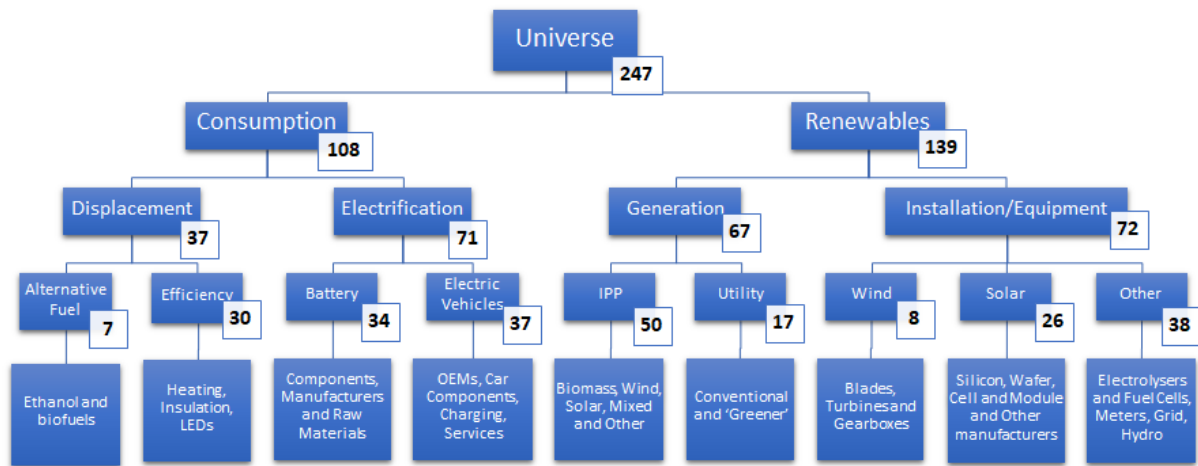 Universe
247
Consumption
108
Renewables
139
Displacement
37
Electrification
71
Generation
67
Installation/Equipment
72
Alternative
Fuel
7
Efficiency
30
Battery
34
Electric
Vehicles
37
IPP
50
Utility
17
Wind
8
Solar
26
Other
38
Ethanol and
biofuels
Heating,
Insulation,
LEDs
Components,
Manufacturers
and Raw
Materials
OEMs, Car
Components,
Charging,
Services
Biomass, Wind,
Solar, Mixed
and Other
Conventional
and ‘Greener’
Blades,
Turbines and
Gearboxes
Silicon, Wafer,
Cell and Module
and Other
manufacturers
Electrolysers
and Fuel Cells,
Meters, Grid,
Hydro